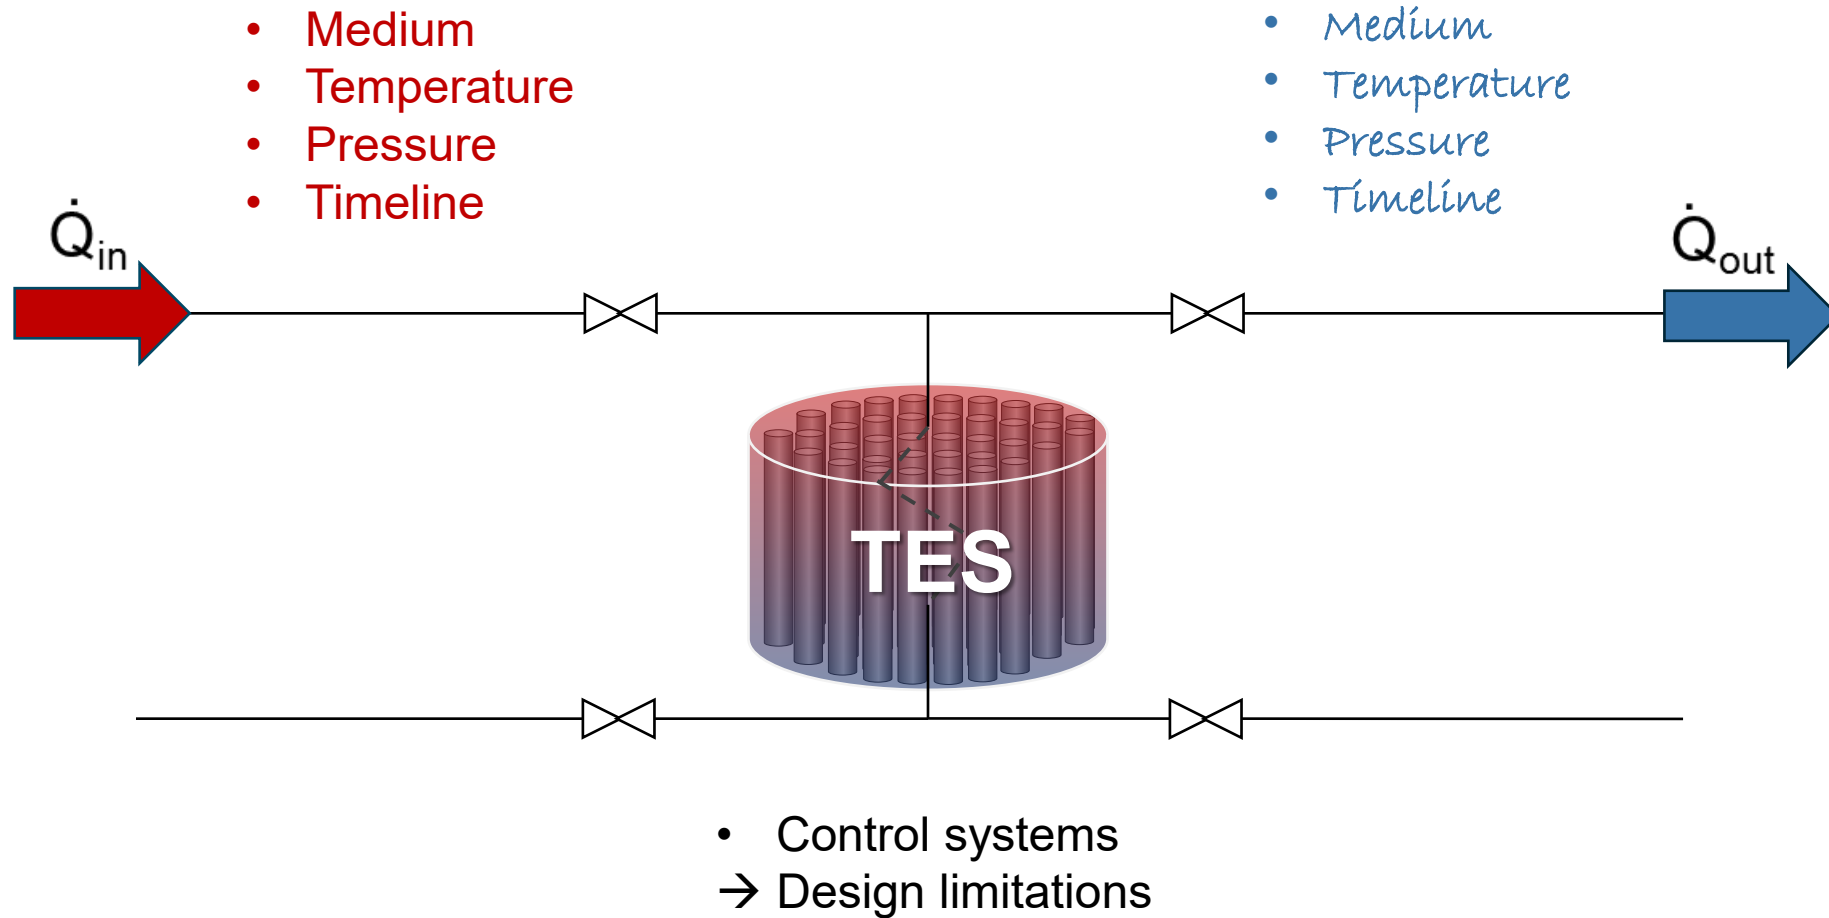 • Medium
• Temperature
• Pressure
• Timeline
• Medium
• Temperature
• Pressure
• Timeline
Q̇in
Q̇out
TES
• Control systems
→ Design limitations